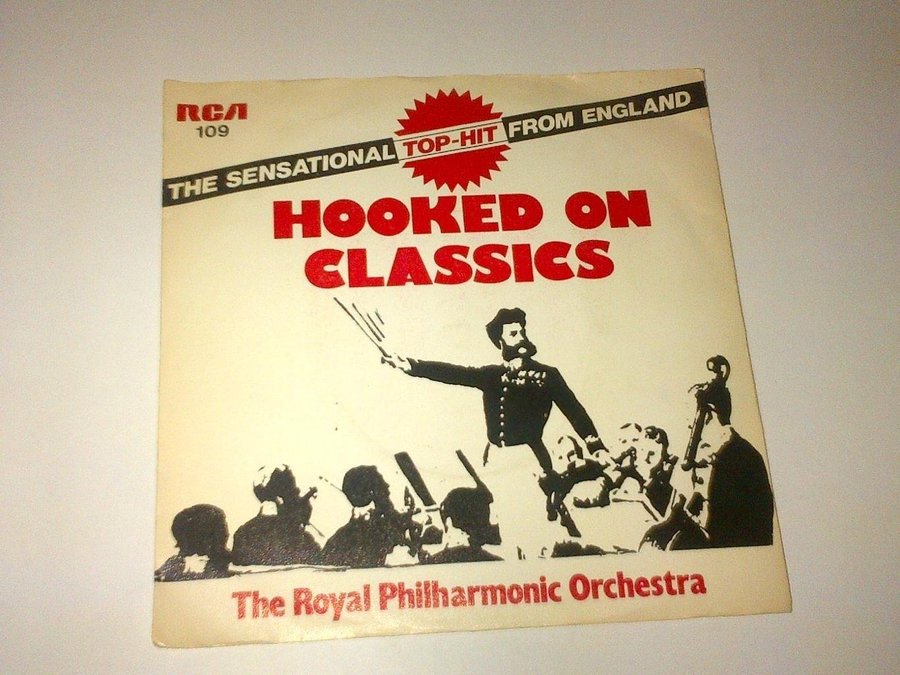 RCA
109
THE SENSATIONAL TOP-HIT FROM ENGLAND
HOOKED ON
CLASSICS
The Royal Philharmonic Orchestra